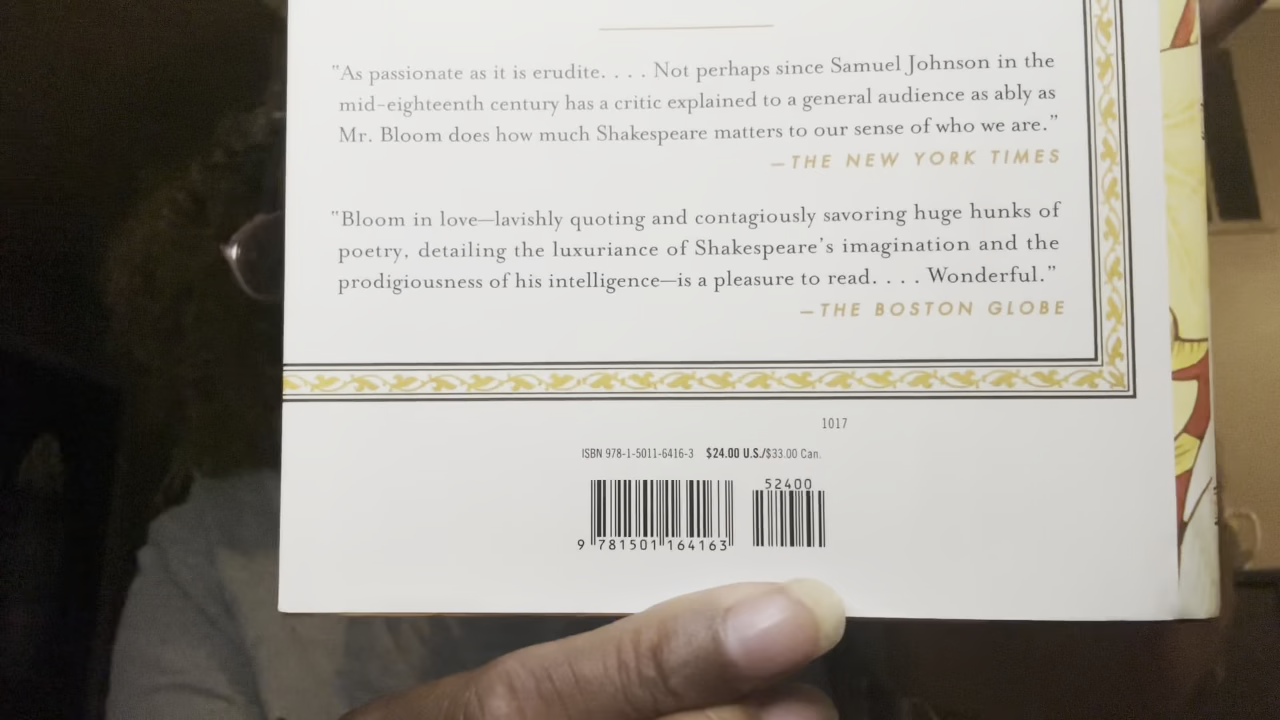 "As passionate as it is erudite. . . . Not perhaps since Samuel Johnson in the
mid-eighteenth century has a critic explained to a general audience as ably as
Mr. Bloom does how much Shakespeare matters to our sense of who we are."
—THE NEW YORK TIMES
"Bloom in love—lavishly quoting and contagiously savoring huge hunks of
poetry, detailing the luxuriance of Shakespeare's imagination and the
prodigiousness of his intelligence—is a pleasure to read. . . . Wonderful."
—THE BOSTON GLOBE
1017
ISBN 978-1-5011-6416-3 $24.00 U.S./$33.00 Can.
52400
9 781501 164163